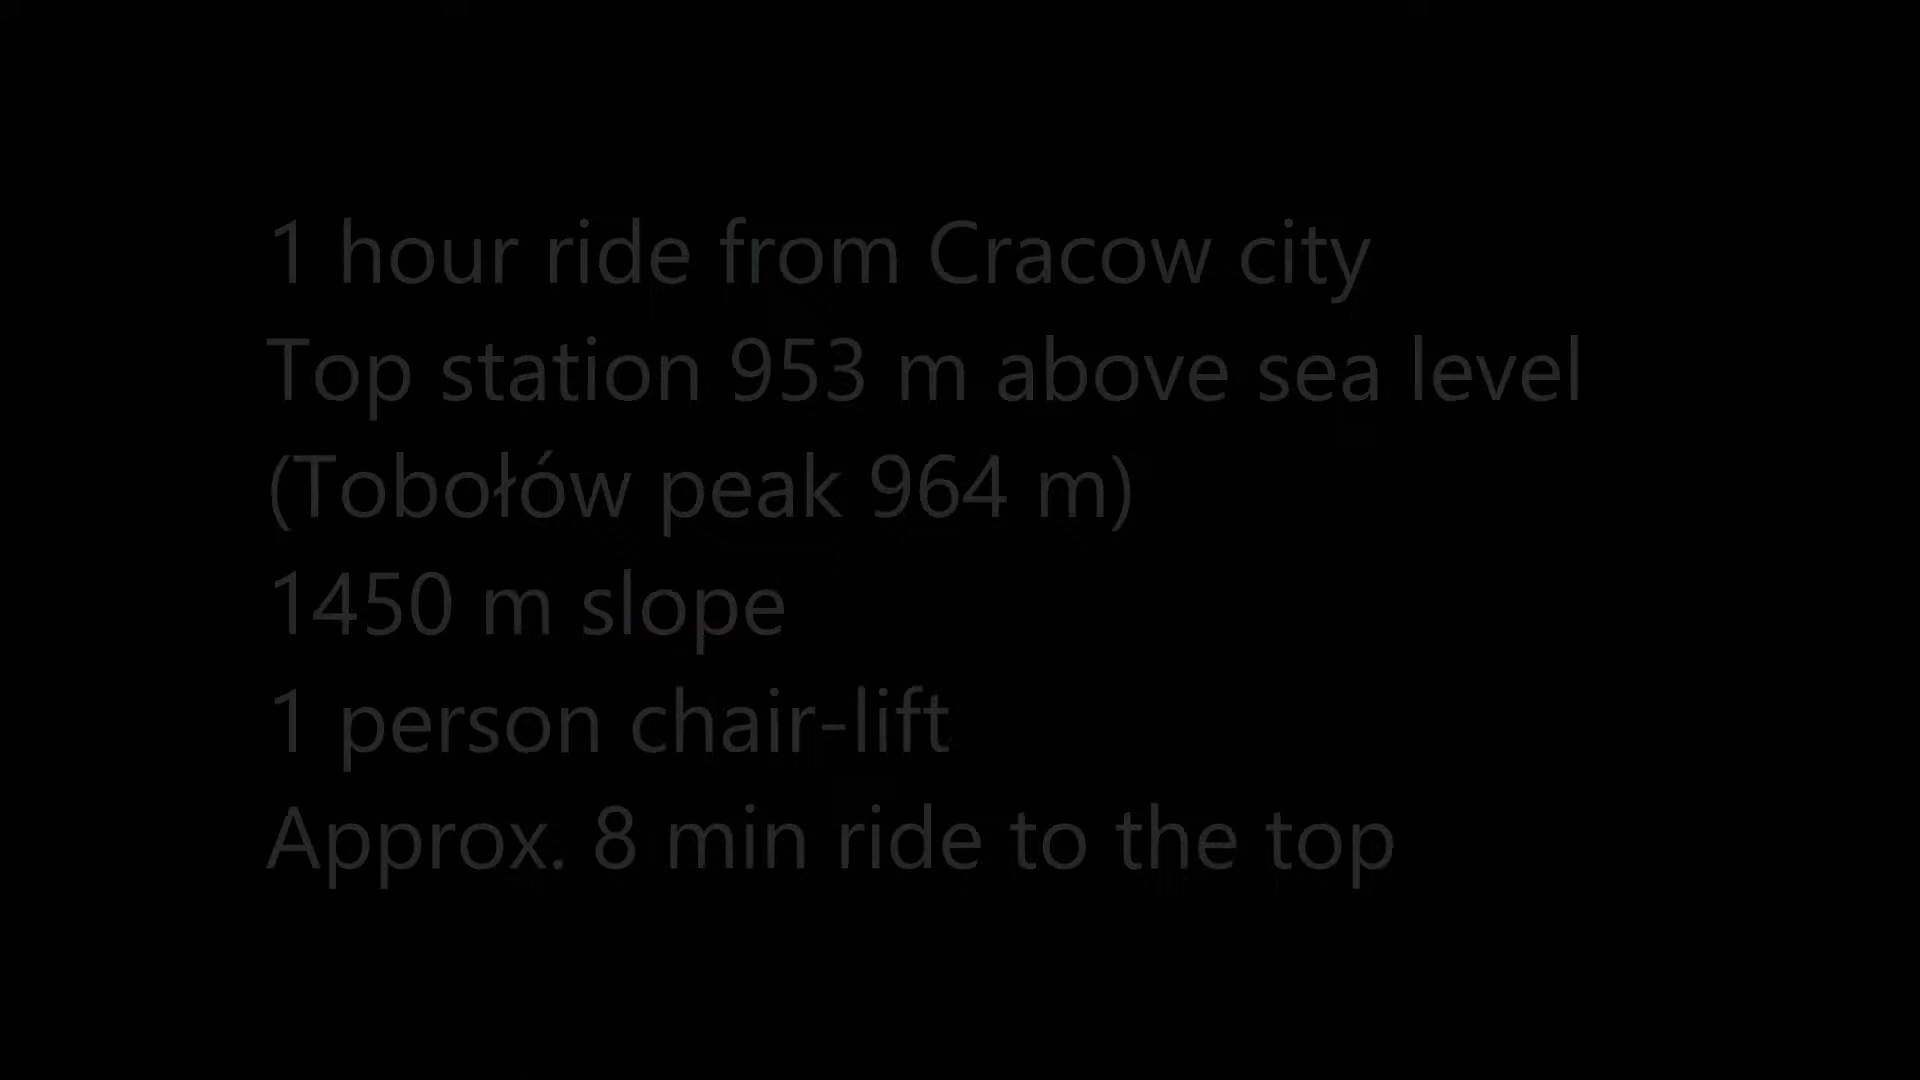 1 hour ride from Cracow city
Top station 953 m above sea level
(Tobołów peak 964 m)
1450 m slope
1 person chair-lift
Approx. 8 min ride to the top